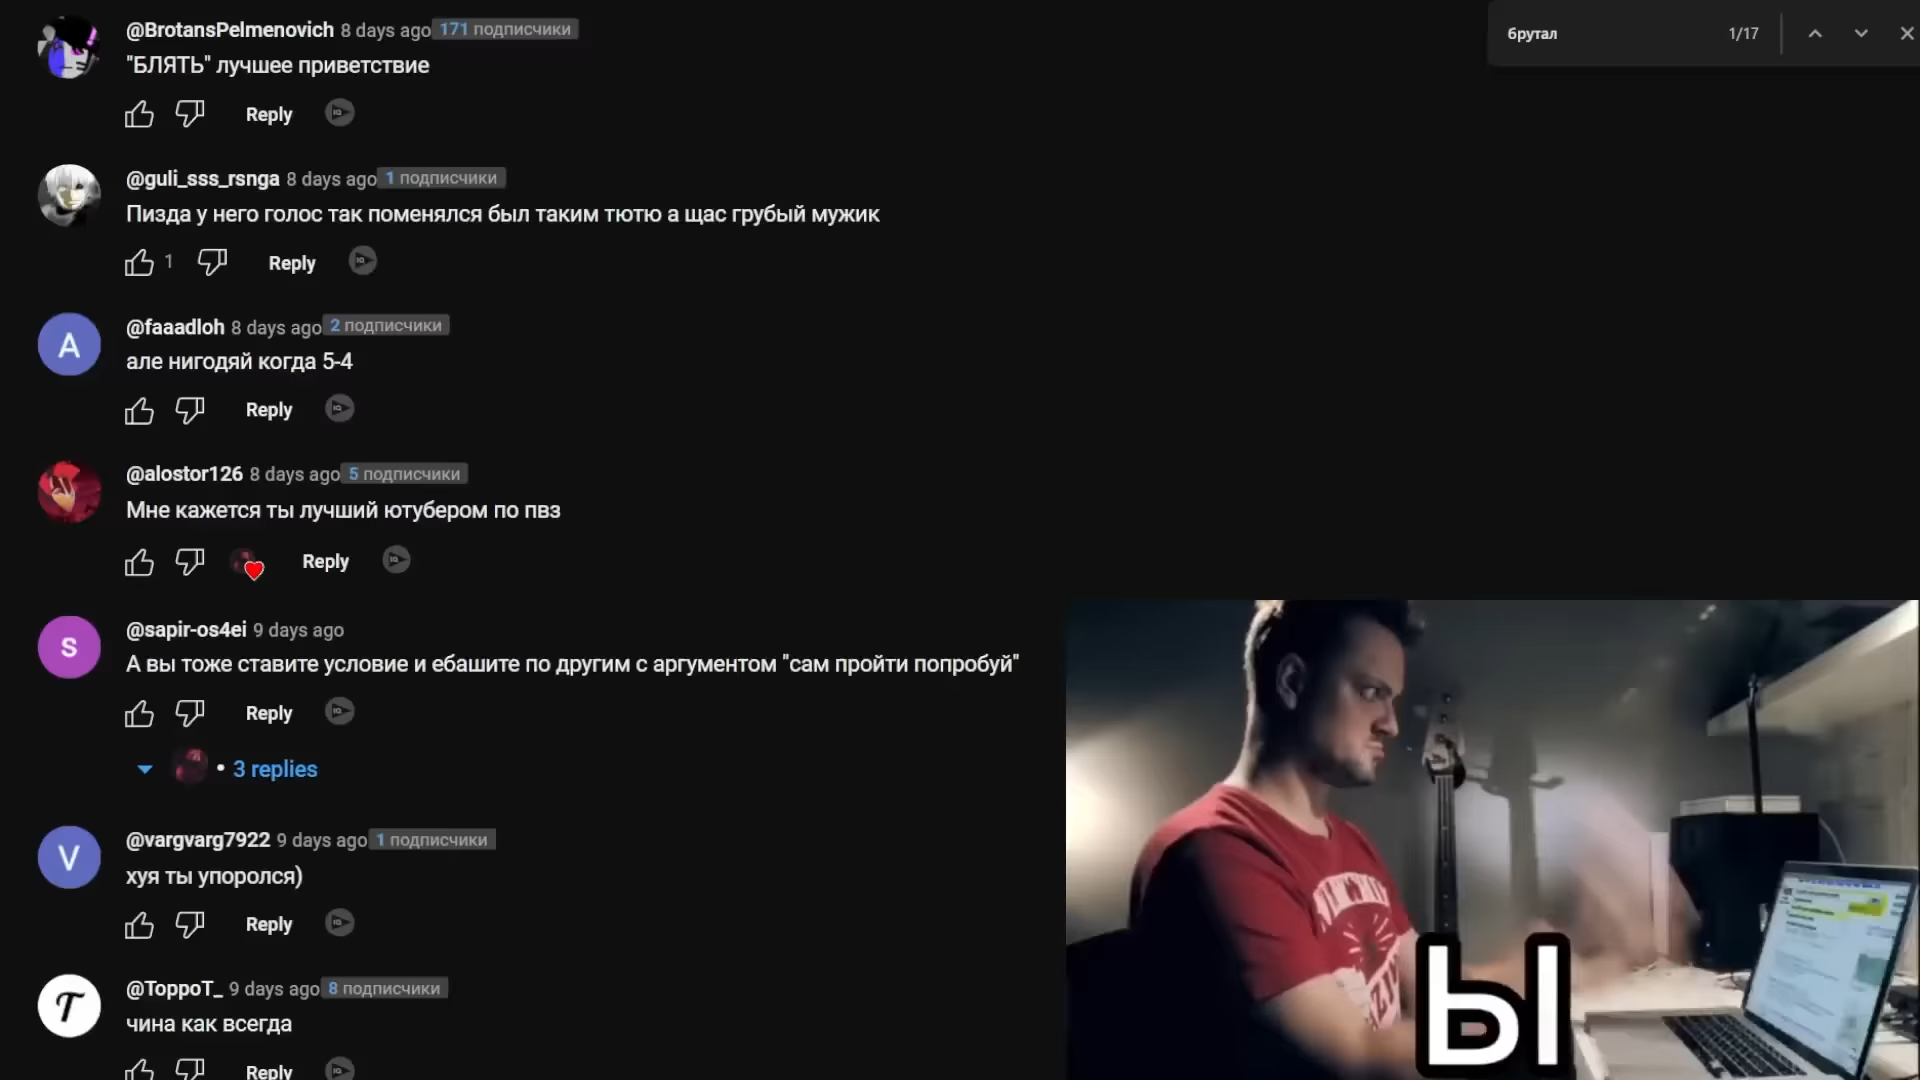 @BrotansPelmenovich 8 days ago 171 подписчики
"БЛЯТЬ" лучшее приветствие
Reply
@guli_sss_rsnga 8 days ago 1 подписчики
Пизда у него голос так поменялся был таким тютю а щас грубый мужик
1 Reply
@faaadloh 8 days ago 2 подписчики
але нигодяй когда 5-4
Reply
@alostor126 8 days ago 5 подписчики
Мне кажется ты лучший ютубером по пвз
Reply
@sapir-os4ei 9 days ago
А вы тоже ставите условие и ебашите по другим с аргументом "сам пройти попробуй"
Reply
• 3 replies
@vargvarg7922 9 days ago 1 подписчики
хуя ты упоролся)
Reply
@ToppoT_ 9 days ago 8 подписчики
чина как всегда
Reply
брутал 1/17
A
S
V
T
Ы